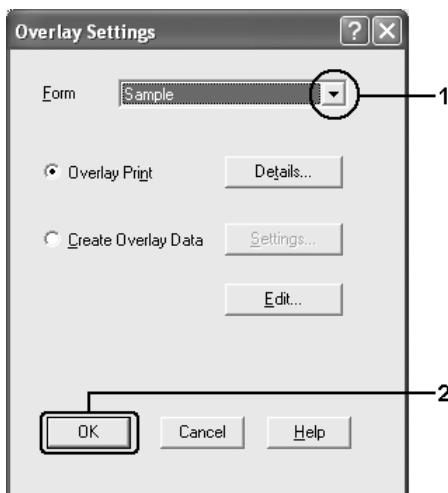 Overlay Settings
Form Sample 1
Overlay Print Details...
Create Overlay Data Settings...
Edit...
2
OK Cancel Help